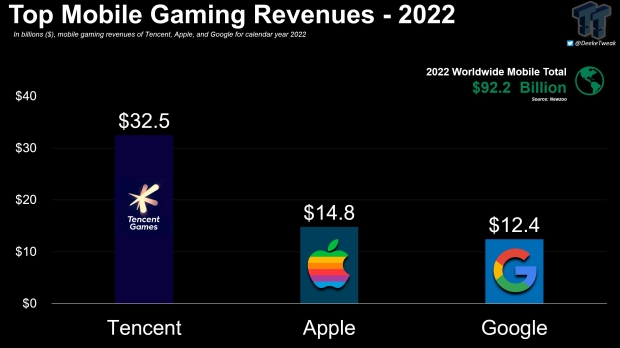 Top Mobile Gaming Revenues - 2022
In billions ($), mobile gaming revenues of Tencent, Apple, and Google for calendar year 2022
@DeekeTweak
2022 Worldwide Mobile Total
$92.2 Billion
Source: Newzoo
$40
$30
$20
$10
$0
$32.5
Tencent
Games
$14.8
$12.4
Tencent
Apple
Google